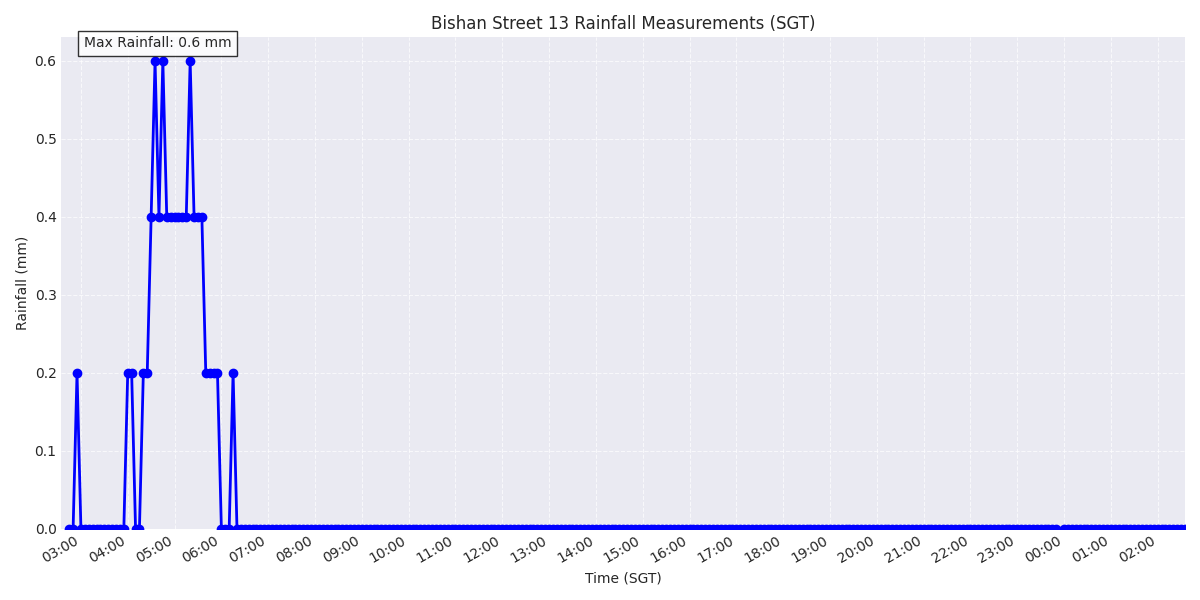 Bishan Street 13 Rainfall Measurements (SGT)
Max Rainfall: 0.6 mm
0.6
0.5
0.4
0.3
0.2
0.1
0.0
Rainfall (mm)
03:00 04:00 05:00 06:00 07:00 08:00 09:00 10:00 11:00 12:00 13:00 14:00 15:00 16:00 17:00 18:00 19:00 20:00 21:00 22:00 23:00 00:00 01:00 02:00
Time (SGT)